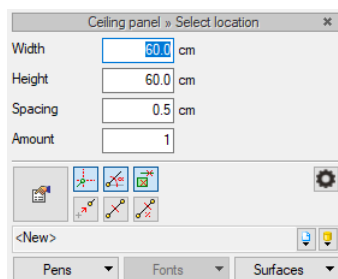 Ceiling panel » Select location
Width 60.0 cm
Height 60.0 cm
Spacing 0.5 cm
Amount 1
<New>
Pens Fonts Surfaces